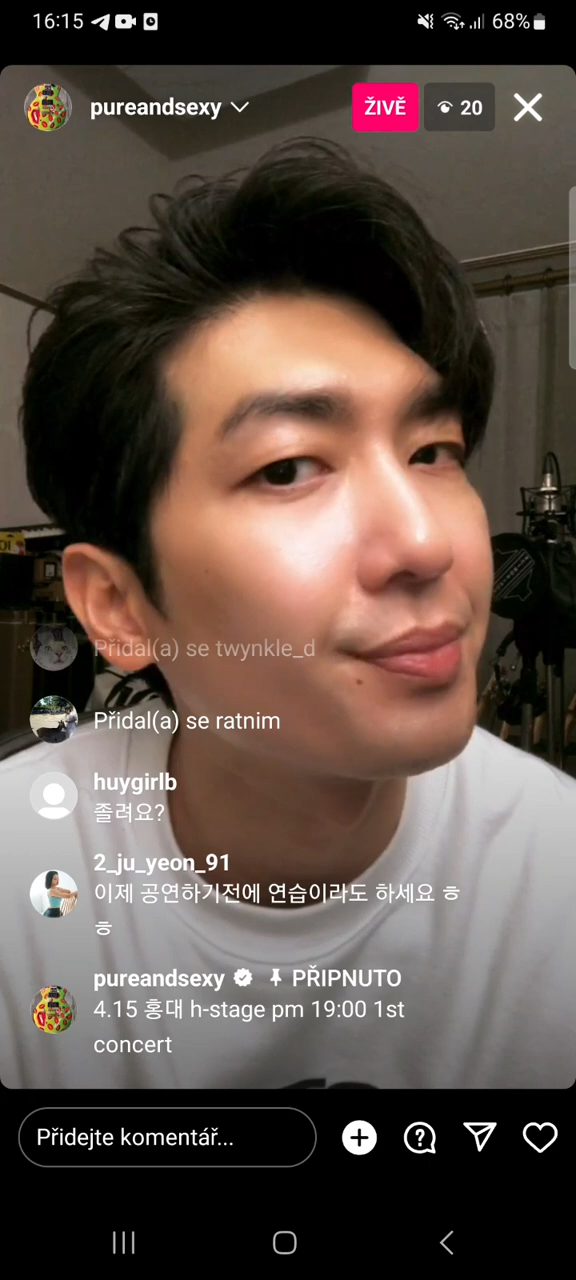 16:15 68%
pureandsexy ŽIVĚ 20
Přidal(a) se twynkle_d
Přidal(a) se ratnim
huygirlb
졸려요?
2_ju_yeon_91
이제 공연하기전에 연습이라도 하세요 ㅎ
ㅎ
pureandsexy PŘIPNUTO
4.15 홍대 h-stage pm 19:00 1st
concert
Přidejte komentář...